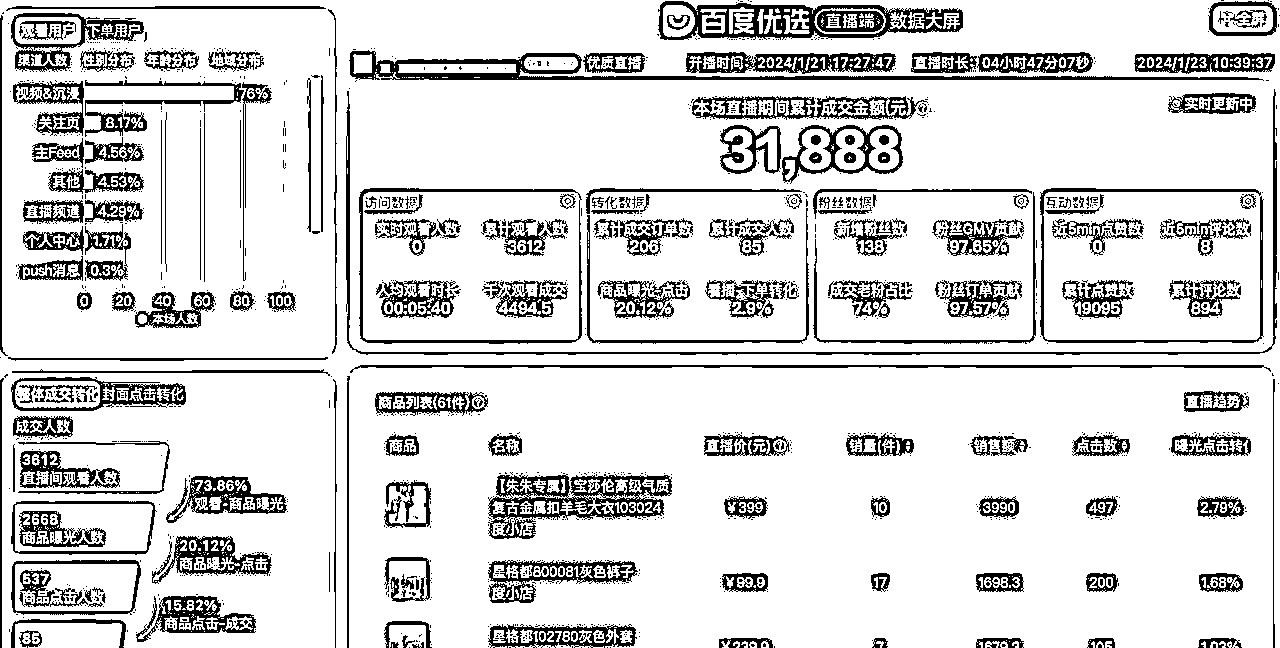 百度优选 直播端 数据大屏
全屏
观看用户 下单用户
渠道人数 性别分布 年龄分布 地域分布
视频&沉浸 76%
关注页 8.17%
主Feed 4.56%
其他 4.53%
直播频道 4.29%
个人中心 1.71%
push消息 0.3%
0 20 40 60 80 100
本场人数
优质直播 开播时间：2024/1/21 17:27:47 直播时长：04小时47分07秒 2024/1/23 10:39:37
本场直播期间累计成交金额(元)
实时更新中
31,888
访问数据
实时观看人数 累计观看人数
0 3612
人均观看时长 千次观看成交
00:05:40 4494.5
转化数据
累计成交订单数 累计成交人数
206 85
商品曝光-点击 看播-下单转化
20.12% 2.9%
粉丝数据
新增粉丝数 粉丝GMV贡献
138 97.65%
成交老粉占比 粉丝订单贡献
74% 97.57%
互动数据
近5min点赞数 近5min评论数
0 8
累计点赞数 累计评论数
19095 894
整体成交转化 封面点击转化
成交人数
3612
直播间观看人数
73.86%
观看-商品曝光
2668
商品曝光人数
20.12%
商品曝光-点击
537
商品点击人数
15.82%
商品点击-成交
85
商品列表(61件)
直播趋势
商品 名称 直播价(元) 销量(件) 销售额 点击数 曝光点击转
【朱朱专属】宝莎伦高级气质
复古金属扣羊毛大衣103024
度小店
￥399 10 3990 497 2.79%
星格都800081灰色裤子
度小店
￥99.9 17 1698.3 200 1.68%
星格都102780灰色外套
￥239.9 7 1679.3 105 1.03%